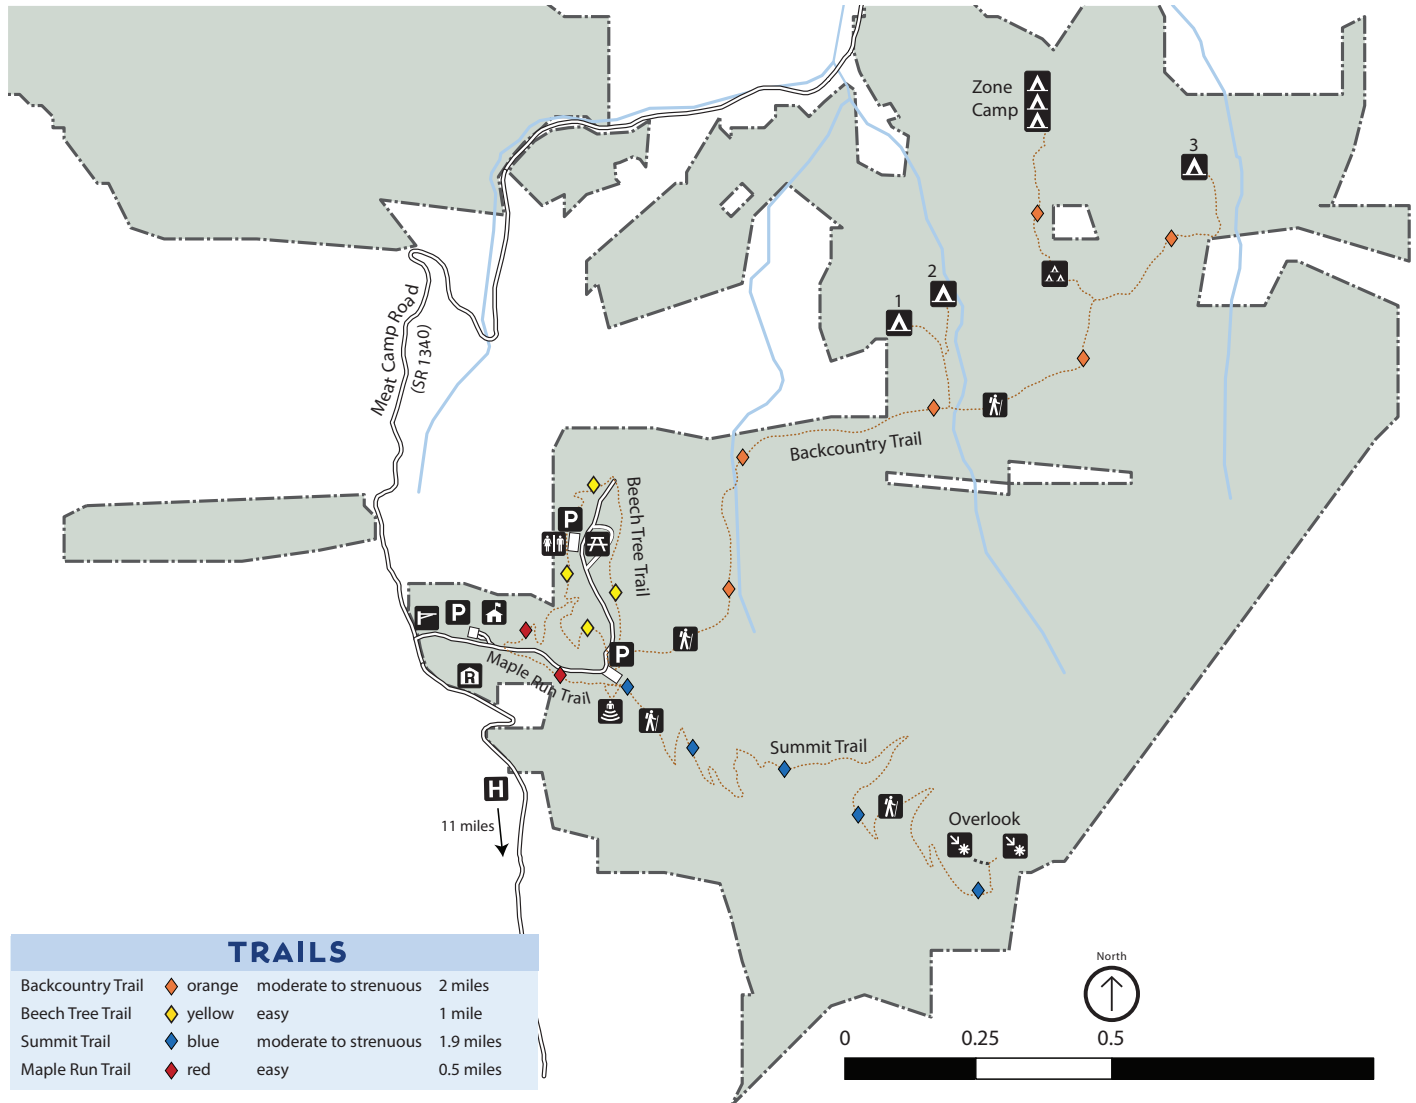 Zone
Camp
3
2
1
Meat Camp Road
(SR 1340)
Backcountry Trail
Beech Tree Trail
P
P
P
R
Maple Run Trail
Summit Trail
H
11 miles
Overlook
TRAILS
Backcountry Trail orange moderate to strenuous 2 miles
Beech Tree Trail yellow easy 1 mile
Summit Trail blue moderate to strenuous 1.9 miles
Maple Run Trail red easy 0.5 miles
North
0 0.25 0.5